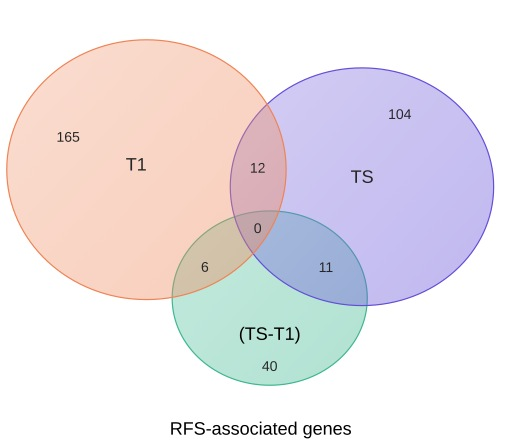 104
165
T1
12
TS
0
6
11
(TS-T1)
40
RFS-associated genes